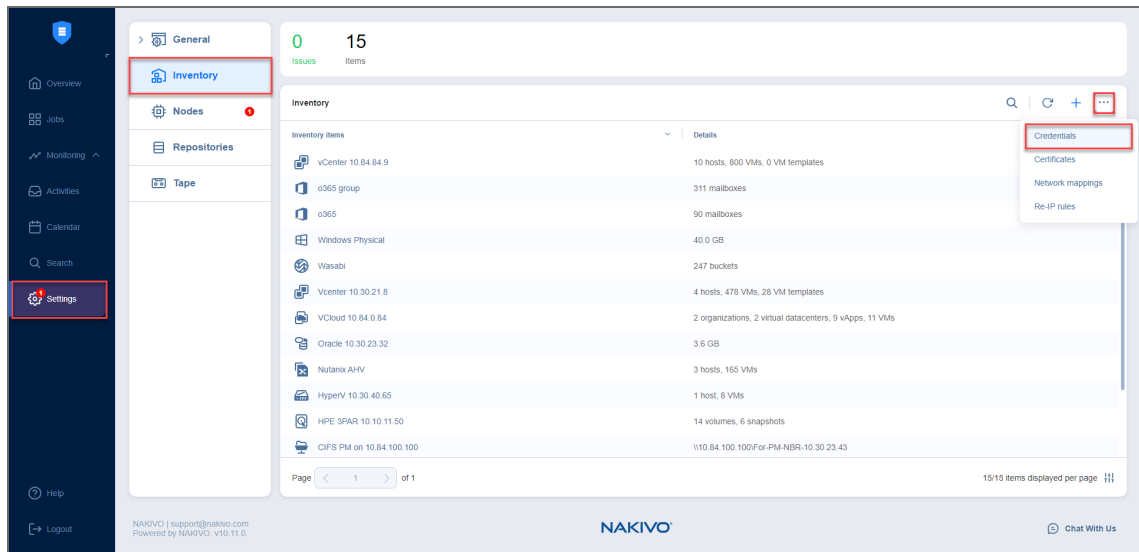 Overview
Jobs
Monitoring
Activities
Calendar
Search
1
Settings
Help
Logout
General
Inventory
Nodes 1
Repositories
Tape
0 15
Issues Items
Inventory
Inventory items Details
vCenter 10.84.84.9 10 hosts, 800 VMs, 0 VM templates
o365 group 311 mailboxes
o365 90 mailboxes
Windows Physical 40.0 GB
Wasabi 247 buckets
Vcenter 10.30.21.8 4 hosts, 478 VMs, 28 VM templates
VCloud 10.84.0.84 2 organizations, 2 virtual datacenters, 9 vApps, 11 VMs
Oracle 10.30.23.32 3.6 GB
Nutanix AHV 3 hosts, 165 VMs
HyperV 10.30.40.65 1 host, 8 VMs
HPE 3PAR 10.10.11.50 14 volumes, 6 snapshots
CIFS PM on 10.84.100.100 \\10.84.100.100\For-PM-NBR-10.30.23.43
Credentials
Certificates
Network mappings
Re-IP rules
Page < 1 > of 1 15/15 items displayed per page
NAKIVO | support@nakivo.com
Powered by NAKIVO. v10.11.0.
NAKIVO®
Chat With Us